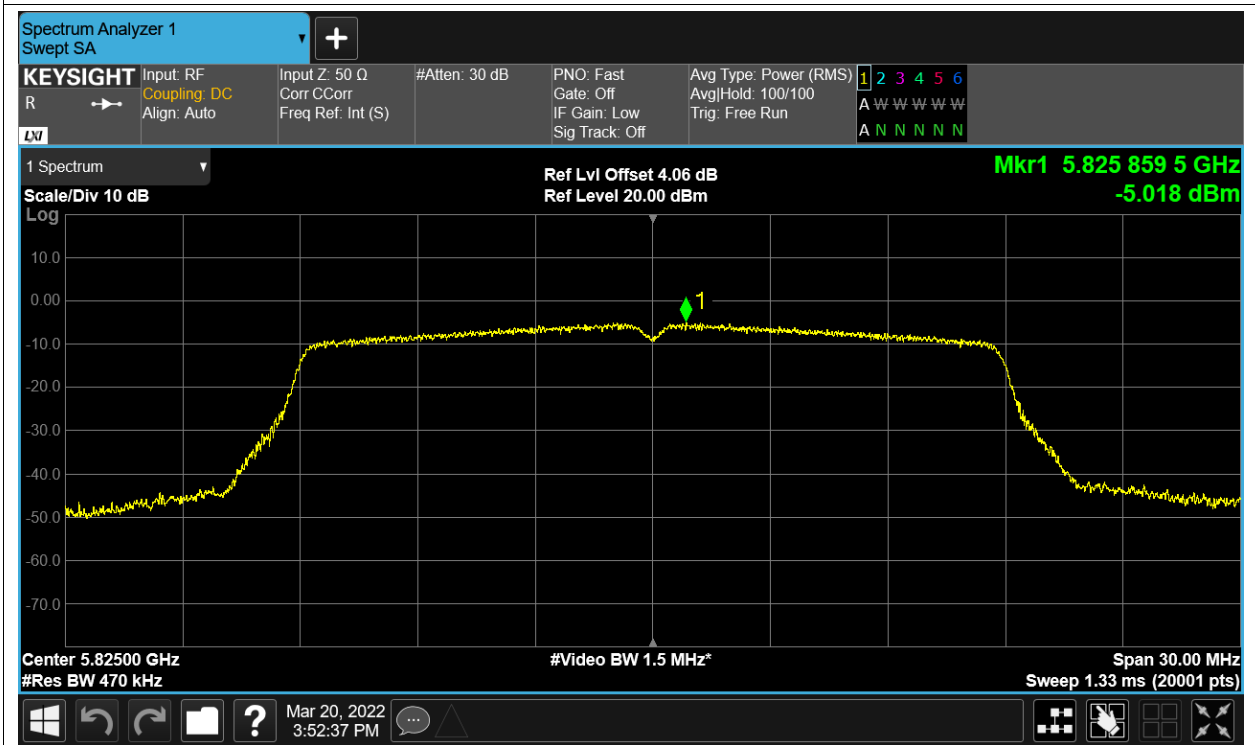 Spectrum Analyzer 1
Swept SA
KEYSIGHT
R
LXI
Input: RF
Coupling: DC
Align: Auto
Input Z: 50 Ω
Corr CCorr
Freq Ref: Int (S)
#Atten: 30 dB
PNO: Fast
Gate: Off
IF Gain: Low
Sig Track: Off
Avg Type: Power (RMS)
Avg|Hold: 100/100
Trig: Free Run
1 2 3 4 5 6
A W W W W W
A N N N N N
1 Spectrum
Scale/Div 10 dB
Log
Ref Lvl Offset 4.06 dB
Ref Level 20.00 dBm
Mkr1 5.825 859 5 GHz
-5.018 dBm
10.0
0.00
-10.0
-20.0
-30.0
-40.0
-50.0
-60.0
-70.0
1
Center 5.82500 GHz
#Res BW 470 kHz
#Video BW 1.5 MHz*
Span 30.00 MHz
Sweep 1.33 ms (20001 pts)
?
Mar 20, 2022
3:52:37 PM